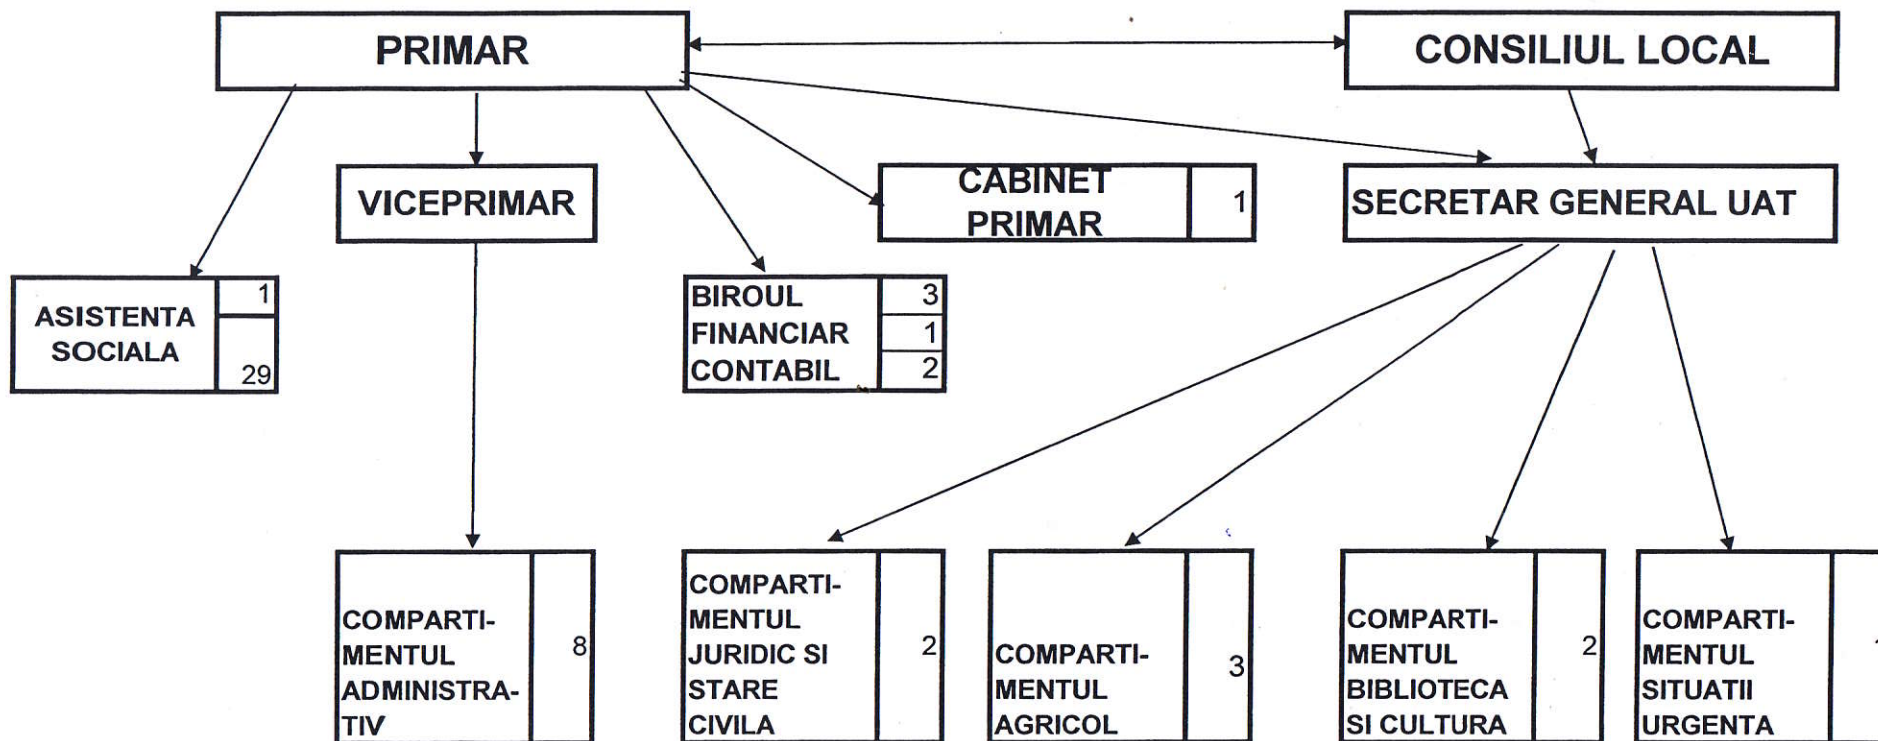 PRIMAR
CONSILIUL LOCAL
VICEPRIMAR
CABINET
PRIMAR
1
SECRETAR GENERAL UAT
ASISTENTA
SOCIALA
1
29
BIROUL
FINANCIAR
CONTABIL
3
1
2
COMPARTI-
MENTUL
ADMINISTRA-
TIV
8
COMPARTI-
MENTUL
JURIDIC SI
STARE
CIVILA
2
COMPARTI-
MENTUL
AGRICOL
3
COMPARTI-
MENTUL
BIBLIOTECA
SI CULTURA
2
COMPARTI-
MENTUL
SITUATII
URGENTA